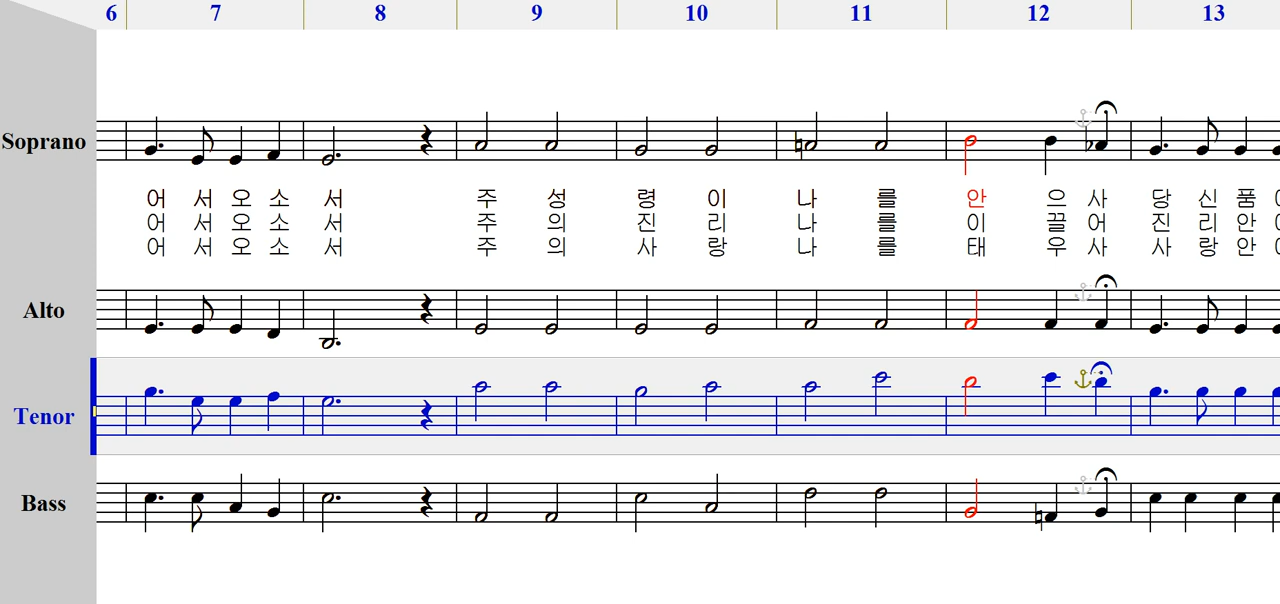 6 7 8 9 10 11 12 13
Soprano
어 서 오 소 서 주 성 령 이 나 를 안 으 사 당 신 품
어 서 오 소 서 주 의 진 리 나 를 이 끌 어 진 리 안
어 서 오 소 서 주 의 사 랑 나 를 태 우 사 사 랑 안
Alto
Tenor
Bass